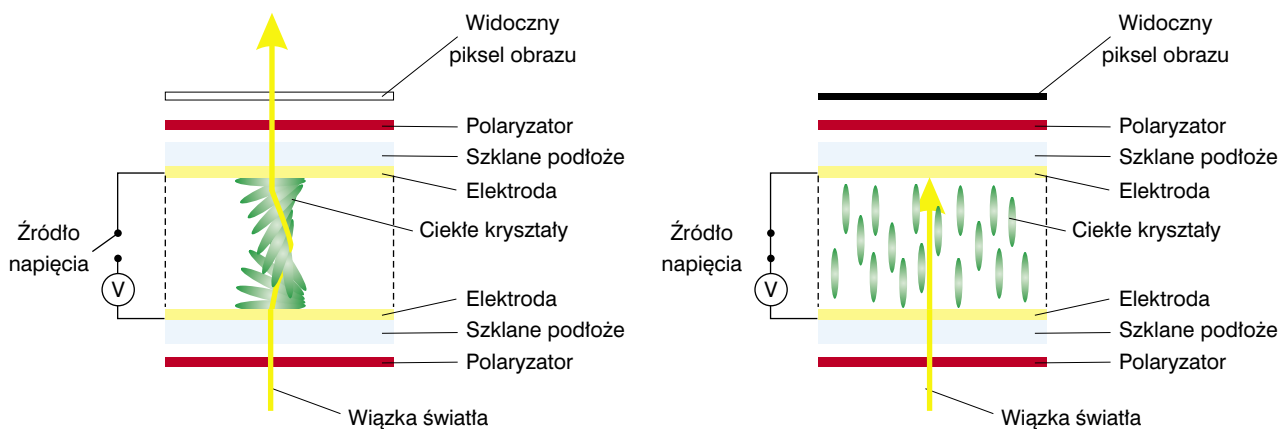 Widoczny
piksel obrazu
Polaryzator
Szklane podłoże
Elektroda
Ciekłe kryształy
Źródło
napięcia
V
Elektroda
Szklane podłoże
Polaryzator
Wiązka światła
Widoczny
piksel obrazu
Polaryzator
Szklane podłoże
Elektroda
Ciekłe kryształy
Źródło
napięcia
V
Elektroda
Szklane podłoże
Polaryzator
Wiązka światła